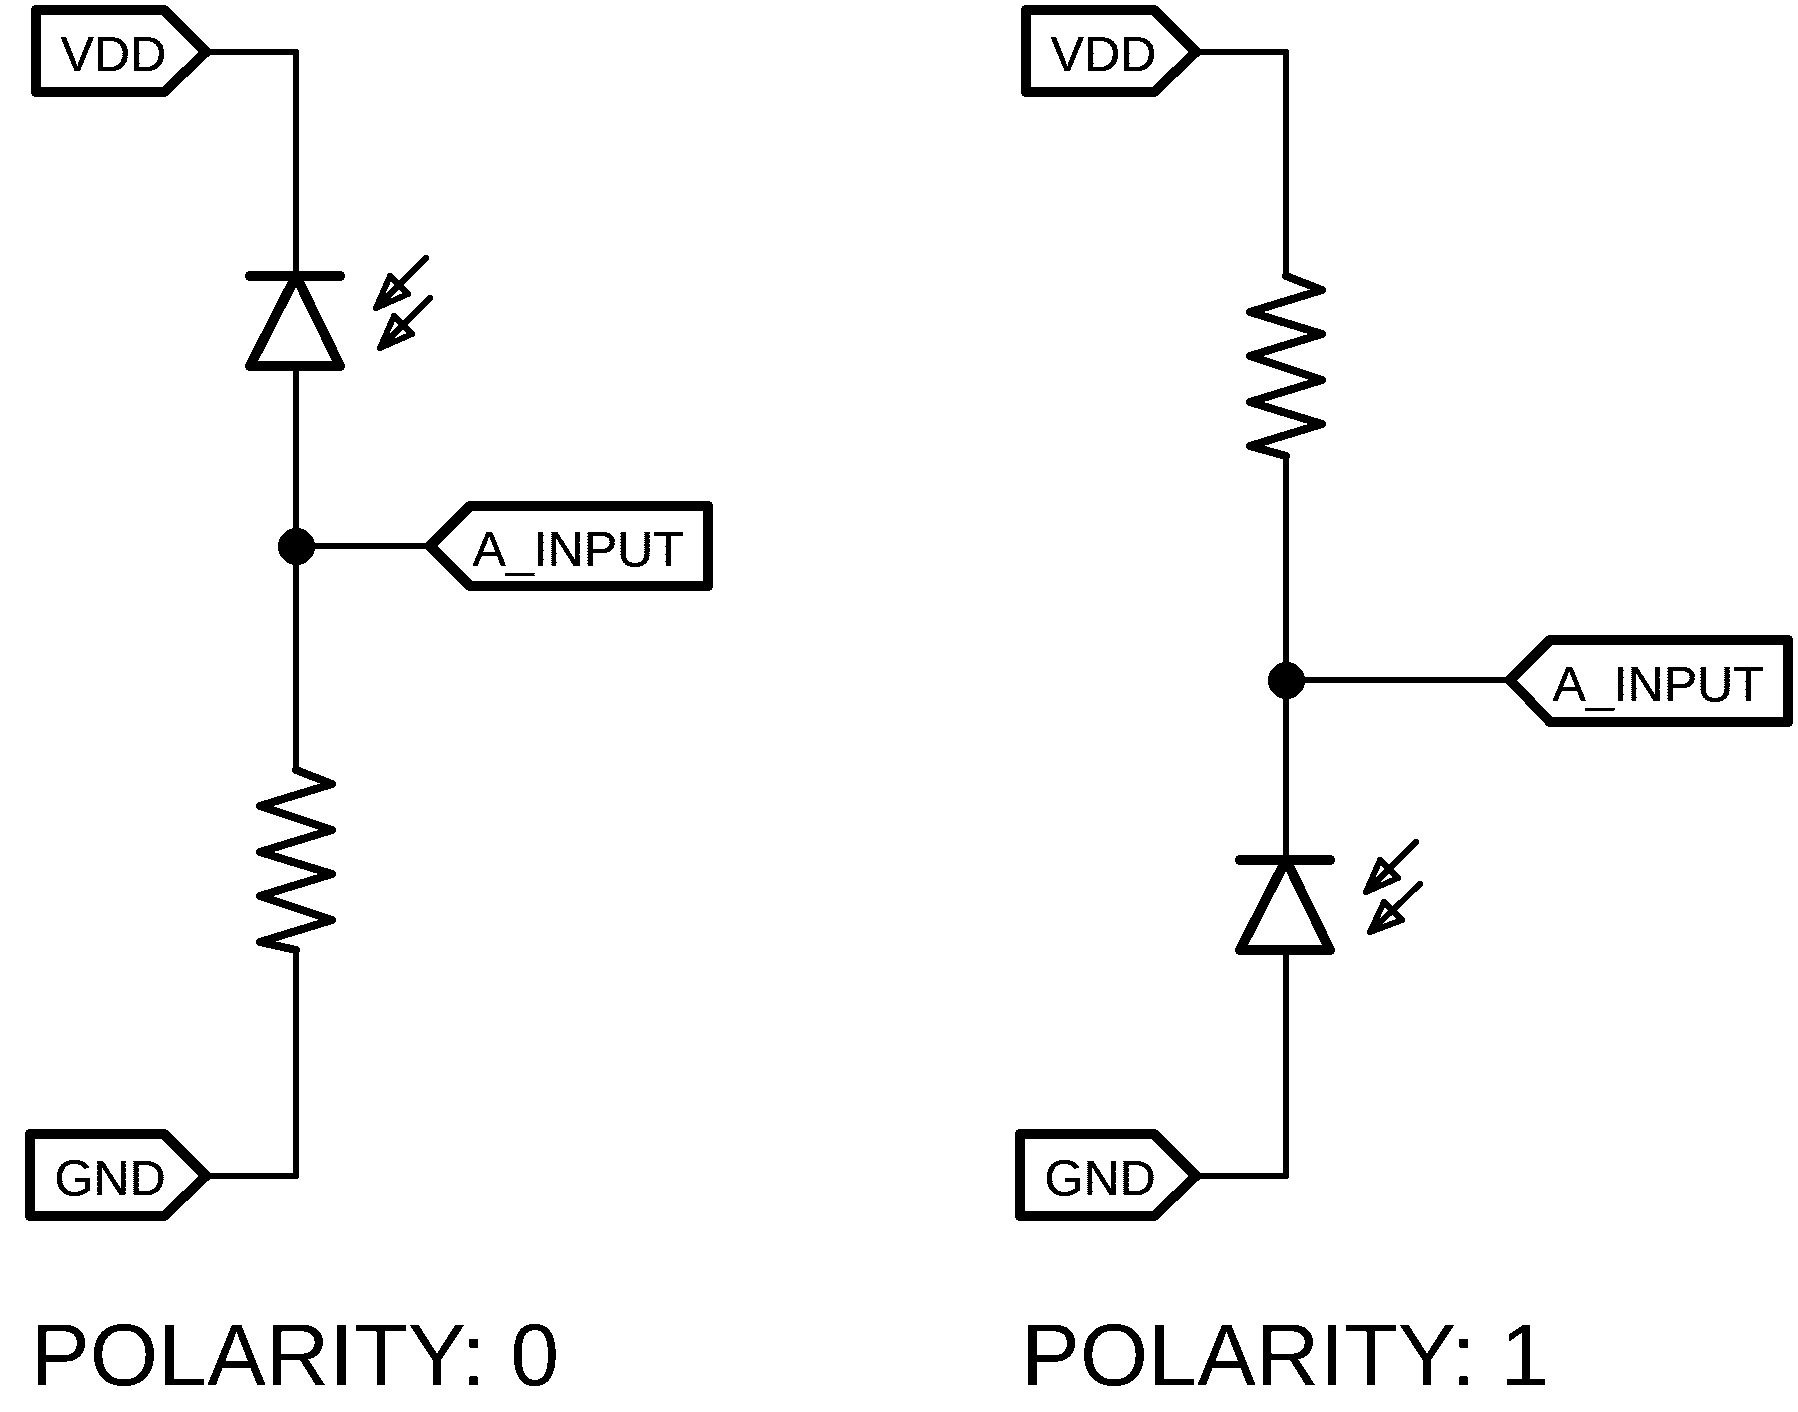 VDD
A_INPUT
GND
POLARITY: 0
VDD
A_INPUT
GND
POLARITY: 1